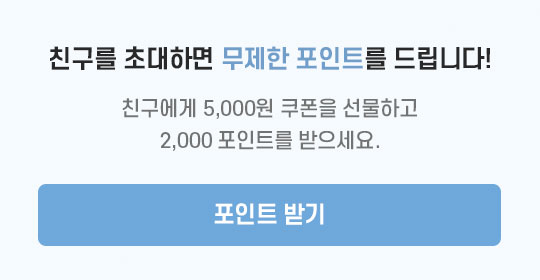 친구를 초대하면 무제한 포인트를 드립니다!
친구에게 5,000원 쿠폰을 선물하고
2,000 포인트를 받으세요.
포인트 받기